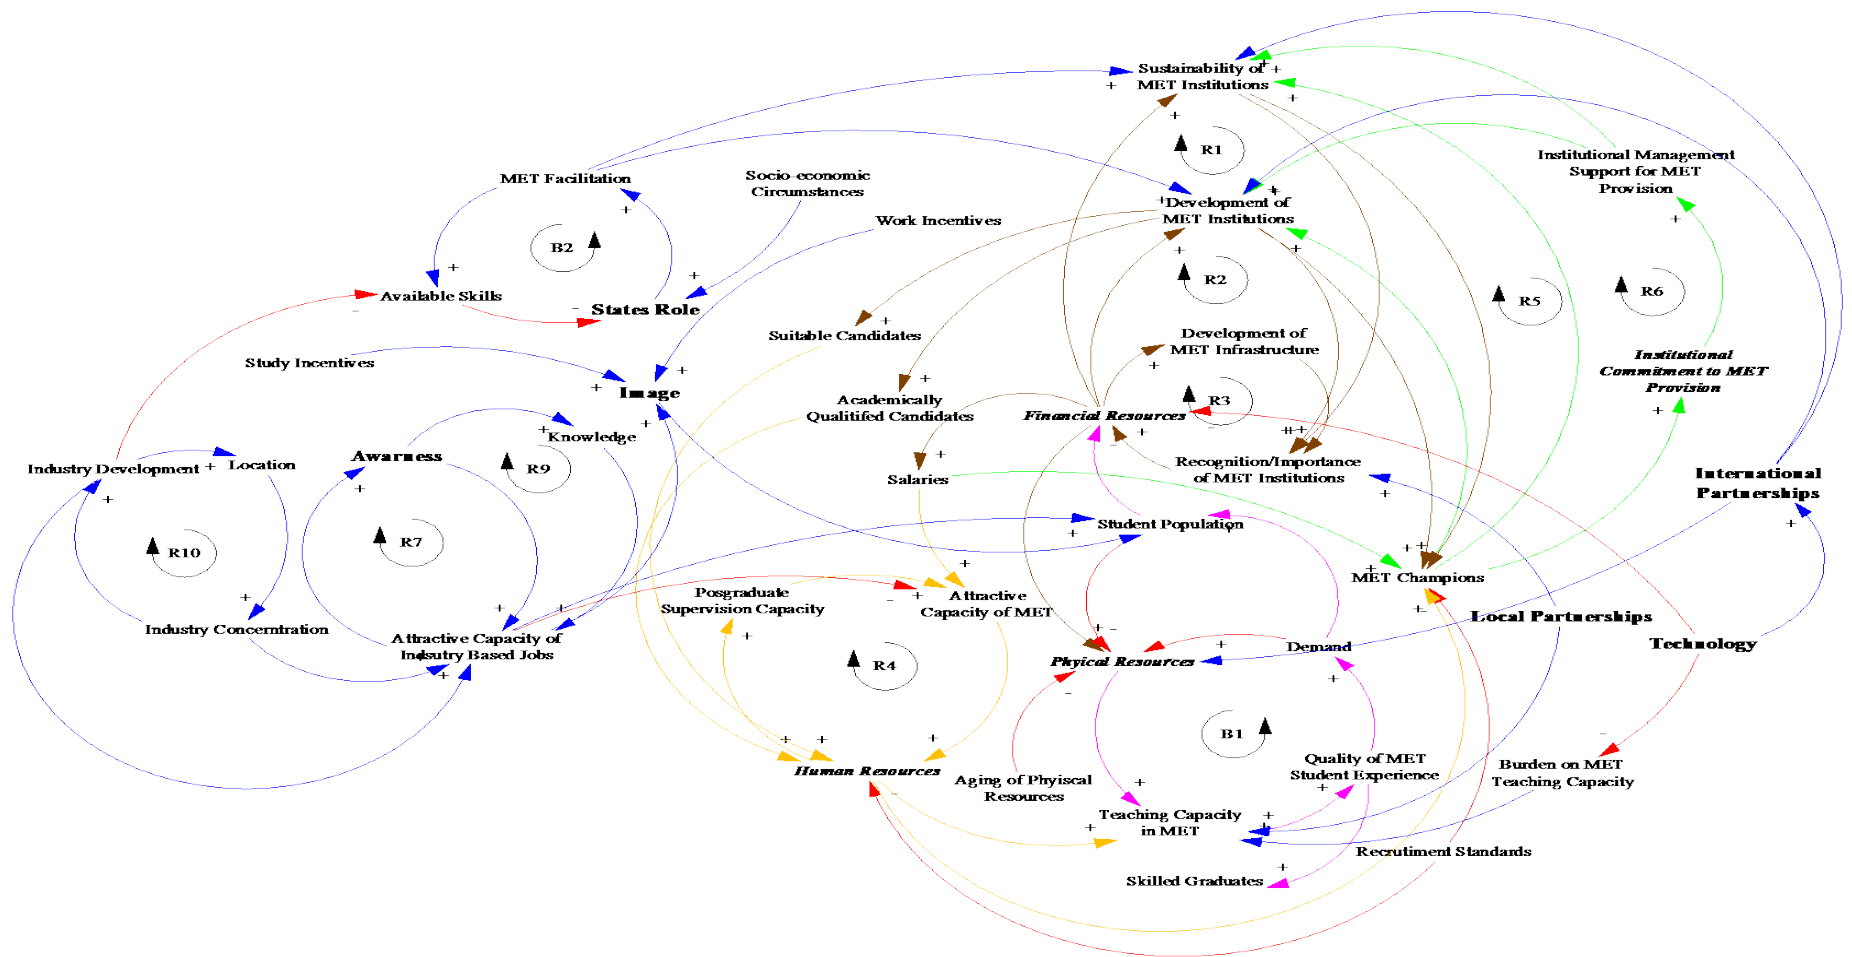 Sustainability of
MET Institutions
R1
Institutional Management
Support for MET
Provision
MET Facilitation
Socio-economic
Circumstances
Work Incentives
Development of
MET Institutions
B2
R2
R5
R6
Available Skills
States Role
Suitable Candidates
Development of
MET Infrastructure
Study Incentives
Image
Institutional
Commitment to MET
Provision
Academically
Qualitifed Candidates
Financial Resources
R3
Knowledge
Awarness
Industry Development
Location
R9
Salaries
Recognition/Importance
of MET Institutions
International
Partnerships
Student Population
R10
R7
MET Champions
Posgraduate
Supervision Capacity
Attractive
Capacity of MET
Local Partnerships
Industry Concerntration
Attractive Capacity of
Indsutry Based Jobs
R4
Phyical Resources
Demand
Technology
B1
Human Resources
Aging of Phyiscal
Resources
Quality of MET
Student Experience
Burden on MET
Teaching Capacity
Teaching Capacity
in MET
Recrutiment Standards
Skilled Graduates